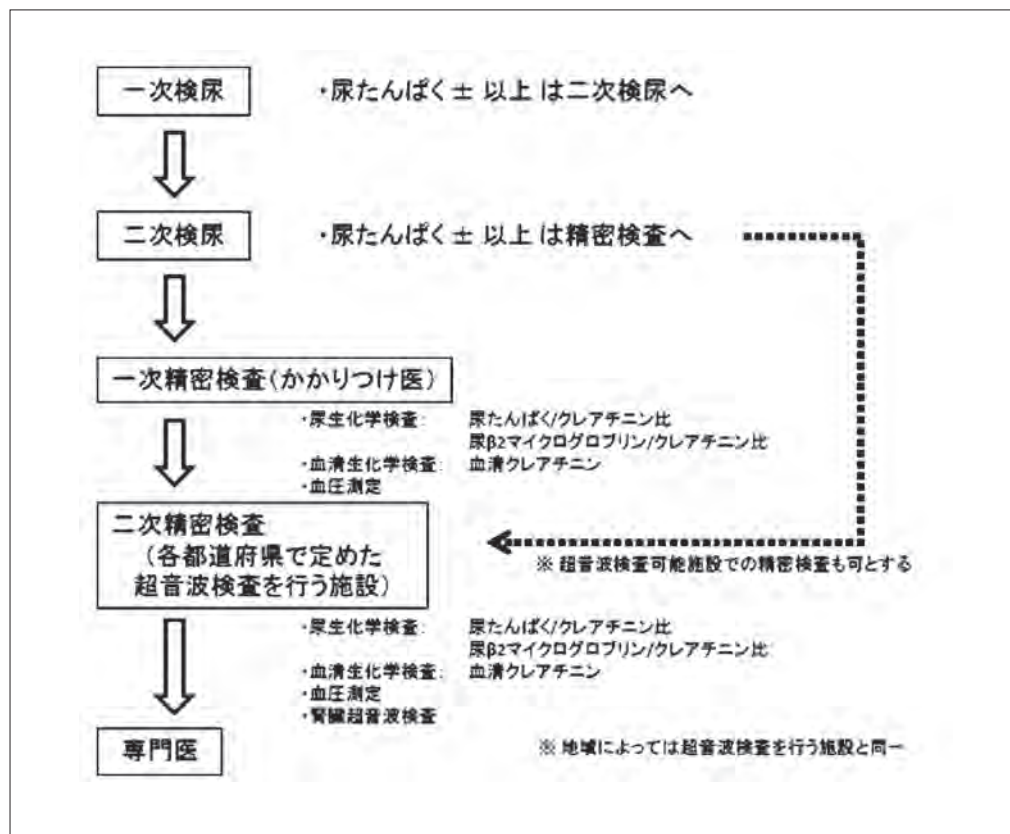 一次検尿 ・尿たんぱく ± 以上 は二次検尿へ
二次検尿 ・尿たんぱく ± 以上 は精密検査へ
一次精密検査(かかりつけ医)
・尿生化学検査: 尿たんぱく/クレアチニン比
尿β2マイクログロブリン/クレアチニン比
・血清生化学検査: 血清クレアチニン
・血圧測定
二次精密検査
(各都道府県で定めた
超音波検査を行う施設)
※ 超音波検査可能施設での精密検査も可とする
・尿生化学検査: 尿たんぱく/クレアチニン比
尿β2マイクログロブリン/クレアチニン比
・血清生化学検査: 血清クレアチニン
・血圧測定
・腎臓超音波検査
専門医
※ 地域によっては超音波検査を行う施設と同一